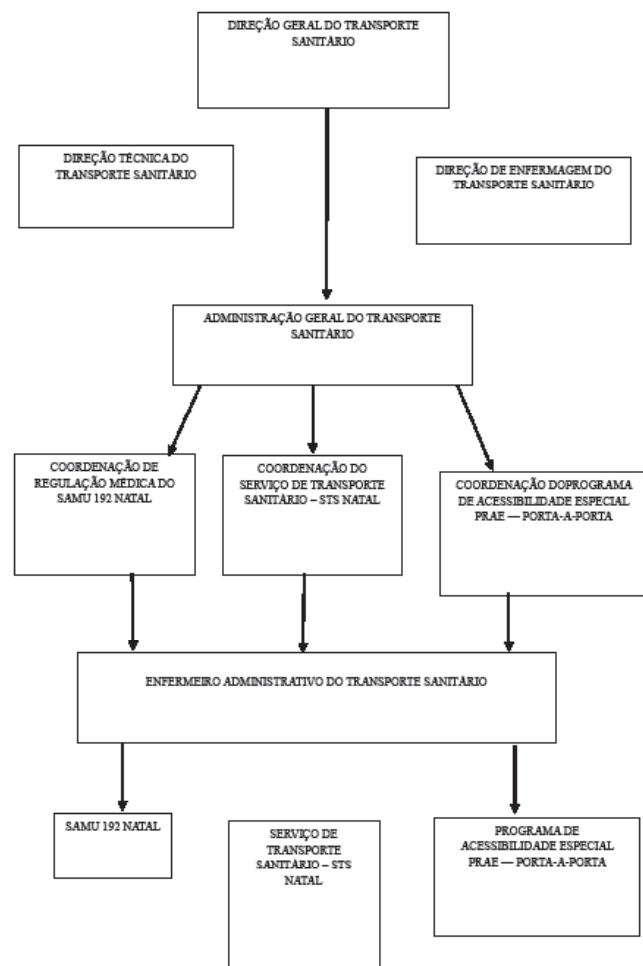 DIREÇÃO GERAL DO TRANSPORTE
SANITÁRIO
DIREÇÃO TÉCNICA DO
TRANSPORTE SANITÁRIO
DIREÇÃO DE ENFERMAGEM DO
TRANSPORTE SANITÁRIO
ADMINISTRAÇÃO GERAL DO TRANSPORTE
SANITÁRIO
COORDENAÇÃO DE
REGULAÇÃO MÉDICA DO
SAMU 192 NATAL
COORDENAÇÃO DO
SERVIÇO DE TRANSPORTE
SANITÁRIO – STS NATAL
COORDENAÇÃO DOPROGRAMA
DE ACESSIBILIDADE ESPECIAL
PRAE — PORTA-A-PORTA
ENFERMEIRO ADMINISTRATIVO DO TRANSPORTE SANITÁRIO
SAMU 192 NATAL
SERVIÇO DE
TRANSPORTE
SANITÁRIO – STS
NATAL
PROGRAMA DE
ACESSIBILIDADE ESPECIAL
PRAE — PORTA-A-PORTA